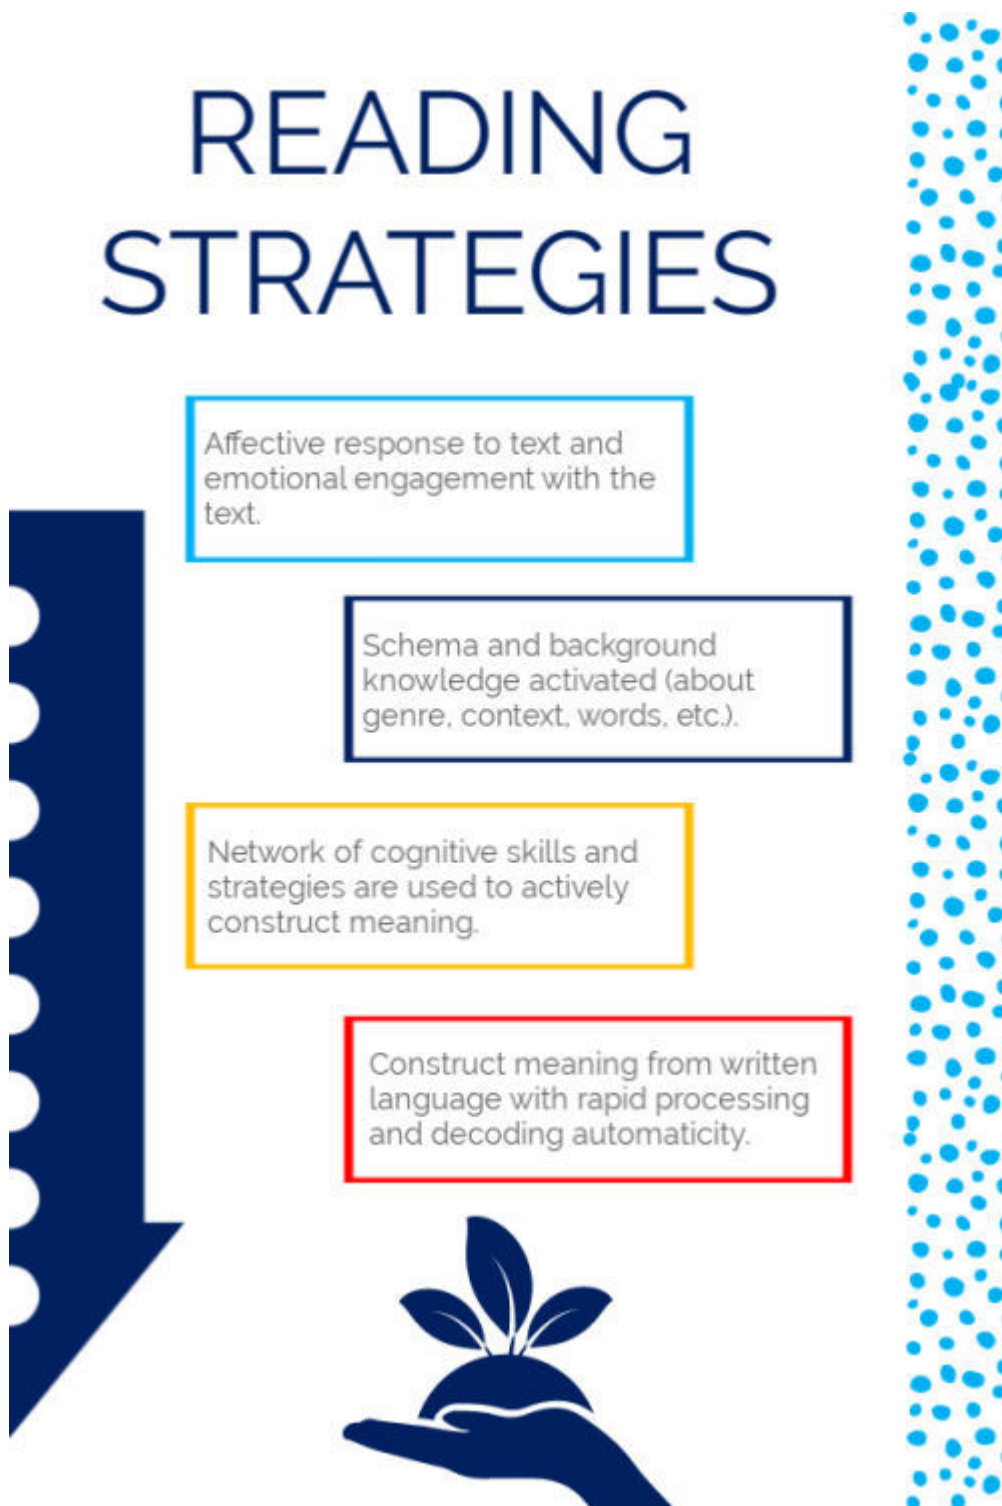 READING
STRATEGIES
Affective response to text and
emotional engagement with the
text.
Schema and background
knowledge activated (about
genre, context, words, etc.).
Network of cognitive skills and
strategies are used to actively
construct meaning.
Construct meaning from written
language with rapid processing
and decoding automaticity.